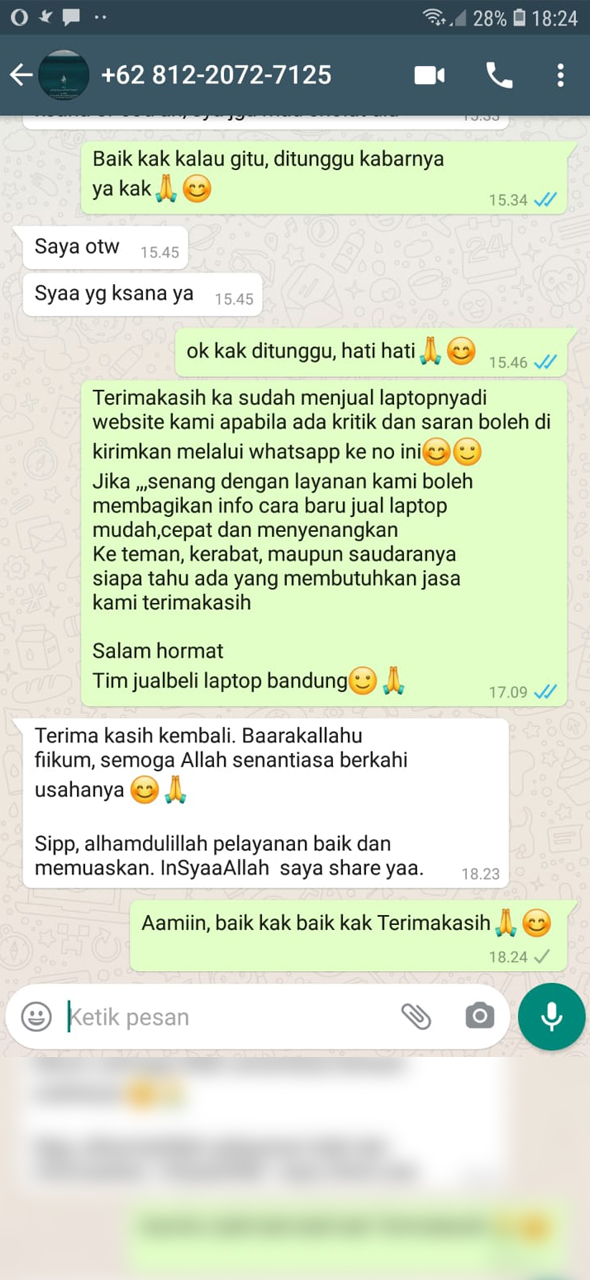 28% 18:24
+62 812-2072-7125
15.33
Baik kak kalau gitu, ditunggu kabarnya
ya kak🙏😊
15.34
Saya otw 15.45
Syaa yg ksana ya 15.45
ok kak ditunggu, hati hati🙏😊 15.46
Terimakasih ka sudah menjual laptopnyadi
website kami apabila ada kritik dan saran boleh di
kirimkan melalui whatsapp ke no ini😊🙂
Jika ,,,senang dengan layanan kami boleh
membagikan info cara baru jual laptop
mudah,cepat dan menyenangkan
Ke teman, kerabat, maupun saudaranya
siapa tahu ada yang membutuhkan jasa
kami terimakasih
Salam hormat
Tim jualbeli laptop bandung🙂🙏
17.09
Terima kasih kembali. Baarakallahu
fiikum, semoga Allah senantiasa berkahi
usahanya 😊🙏
Sipp, alhamdulillah pelayanan baik dan
memuaskan. InSyaaAllah saya share yaa. 18.23
Aamiin, baik kak baik kak Terimakasih🙏😊
18.24
Ketik pesan